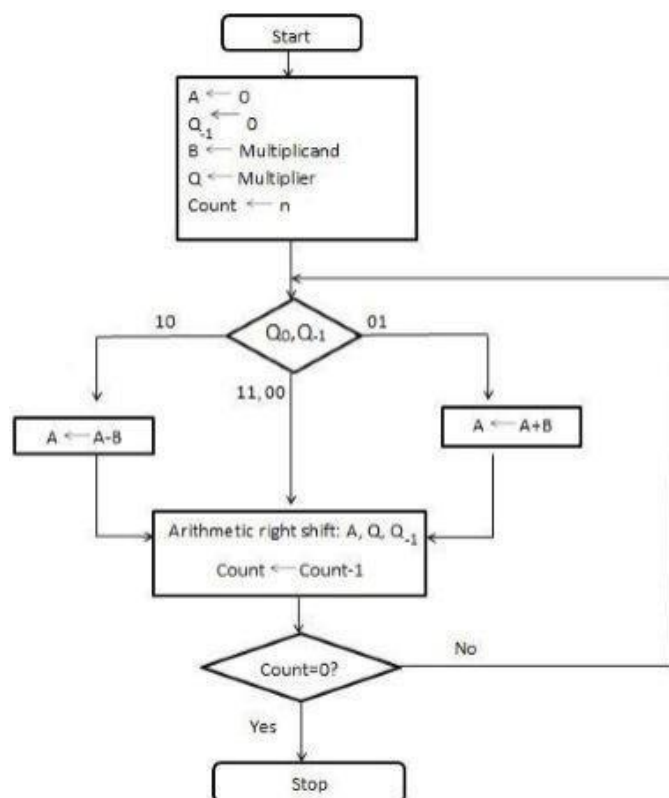 Start
A ← 0
Q-1 ← 0
B ← Multiplicand
Q ← Multiplier
Count ← n
10
Q0, Q-1
01
11, 00
A ← A-B
A ← A+B
Arithmetic right shift: A, Q, Q-1
Count ← Count-1
Count=0?
No
Yes
Stop